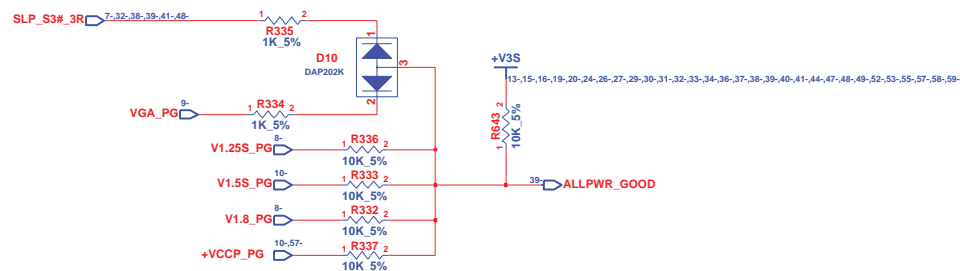 SLP_S3#_3R 7-,32-,38-,39-,41-,48- 1 2
R335
1K_5%
1
D10
DAP202K
3
2
+V3S
13-,15-,16-,19-,20-,24-,26-,27-,29-,30-,31-,32-,33-,34-,36-,37-,38-,39-,40-,41-,44-,47-,48-,49-,52-,53-,55-,57-,58-,59-
VGA_PG 9- 1 R334 2
1K_5%
2
R643
10K_5%
1
V1.25S_PG 8- 1 R336 2
10K_5%
V1.5S_PG 10- 1 R333 2
10K_5%
39- ALLPWR_GOOD
V1.8_PG 8- 1 R332 2
10K_5%
+VCCP_PG 10-,57- 1 R337 2
10K_5%